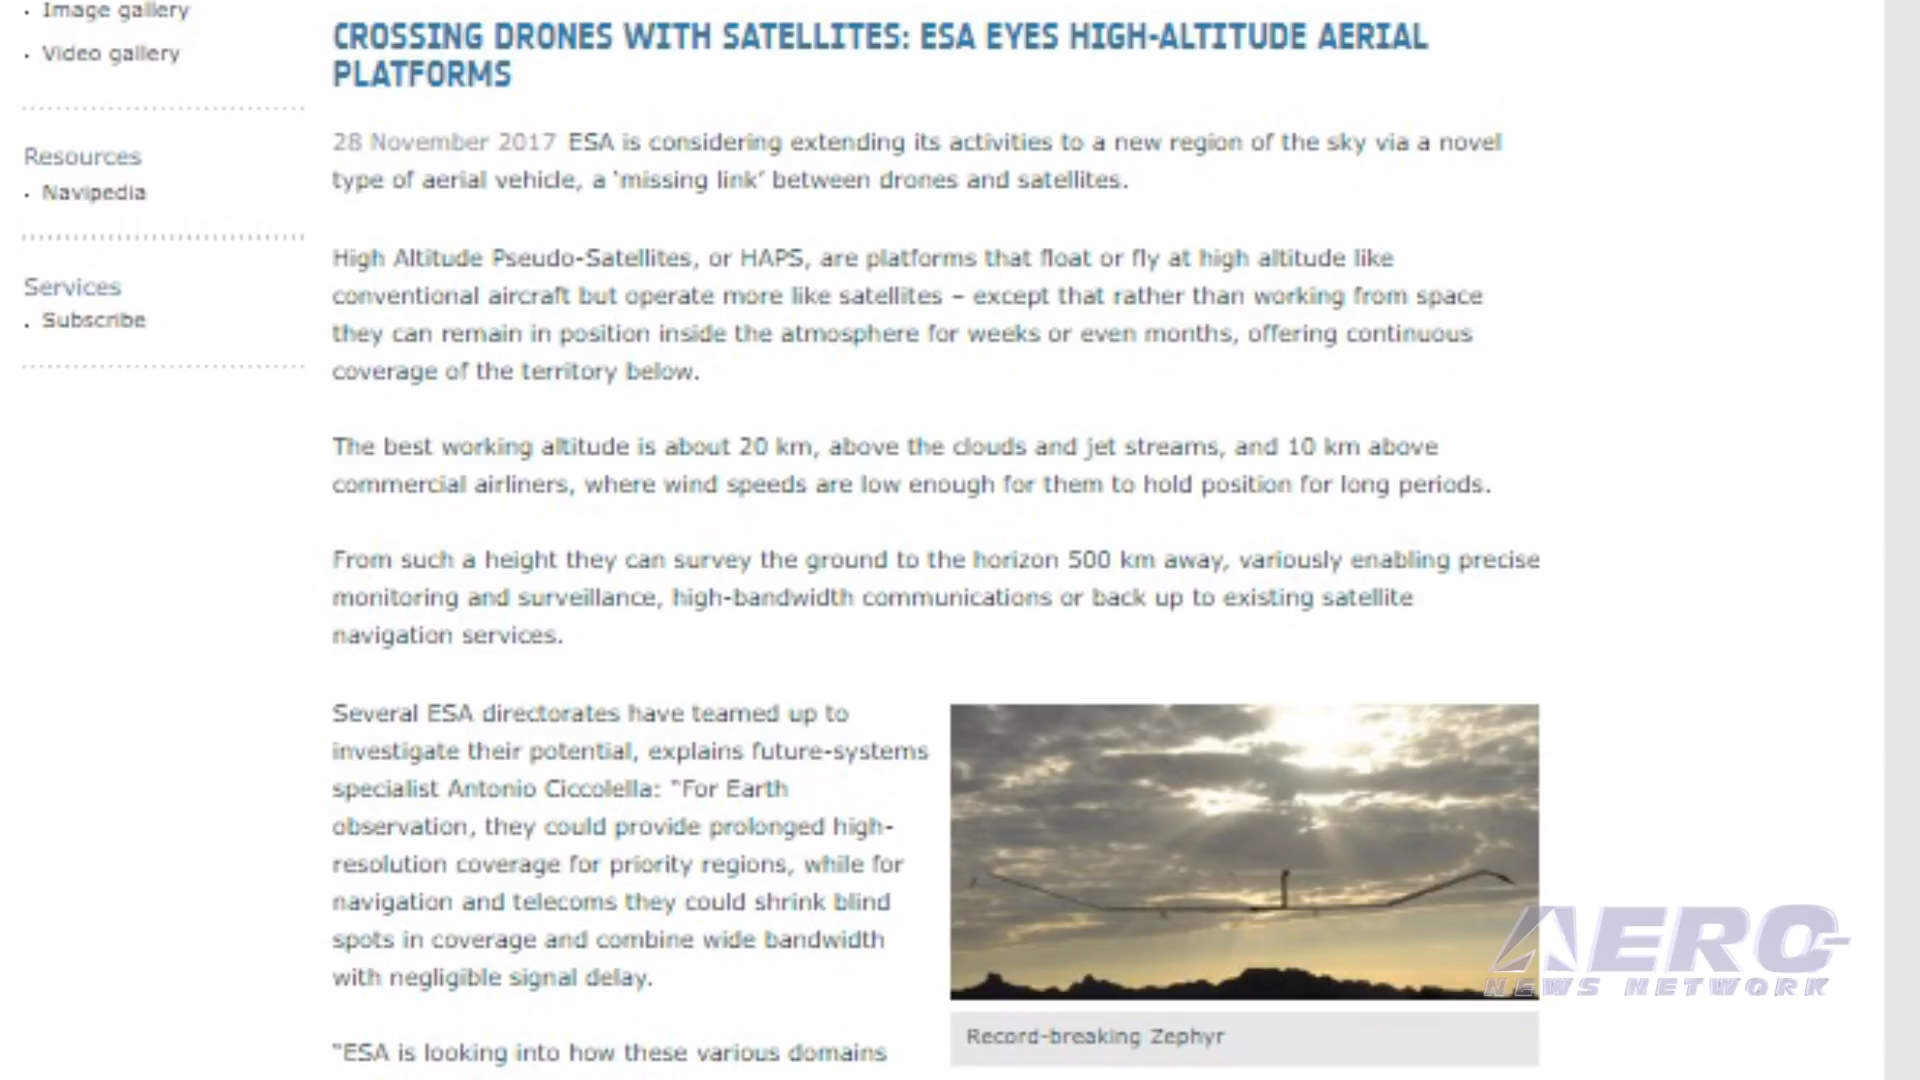 Image gallery
Video gallery
Resources
Navipedia
Services
Subscribe
CROSSING DRONES WITH SATELLITES: ESA EYES HIGH-ALTITUDE AERIAL
PLATFORMS
28 November 2017 ESA is considering extending its activities to a new region of the sky via a novel
type of aerial vehicle, a ‘missing link’ between drones and satellites.
High Altitude Pseudo-Satellites, or HAPS, are platforms that float or fly at high altitude like
conventional aircraft but operate more like satellites – except that rather than working from space
they can remain in position inside the atmosphere for weeks or even months, offering continuous
coverage of the territory below.
The best working altitude is about 20 km, above the clouds and jet streams, and 10 km above
commercial airliners, where wind speeds are low enough for them to hold position for long periods.
From such a height they can survey the ground to the horizon 500 km away, variously enabling precise
monitoring and surveillance, high-bandwidth communications or back up to existing satellite
navigation services.
Several ESA directorates have teamed up to
investigate their potential, explains future-systems
specialist Antonio Ciccolella: “For Earth
observation, they could provide prolonged high-
resolution coverage for priority regions, while for
navigation and telecoms they could shrink blind
spots in coverage and combine wide bandwidth
with negligible signal delay.
“ESA is looking into how these various domains
Record-breaking Zephyr
AERO
NEWS NETWORK